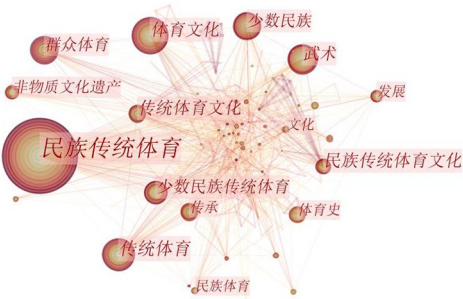 少数民族
体育文化
群众体育
武术
非物质文化遗产
发展
传统体育文化
文化
民族传统体育
民族传统体育文化
少数民族传统体育
传承
体育史
传统体育
民族体育